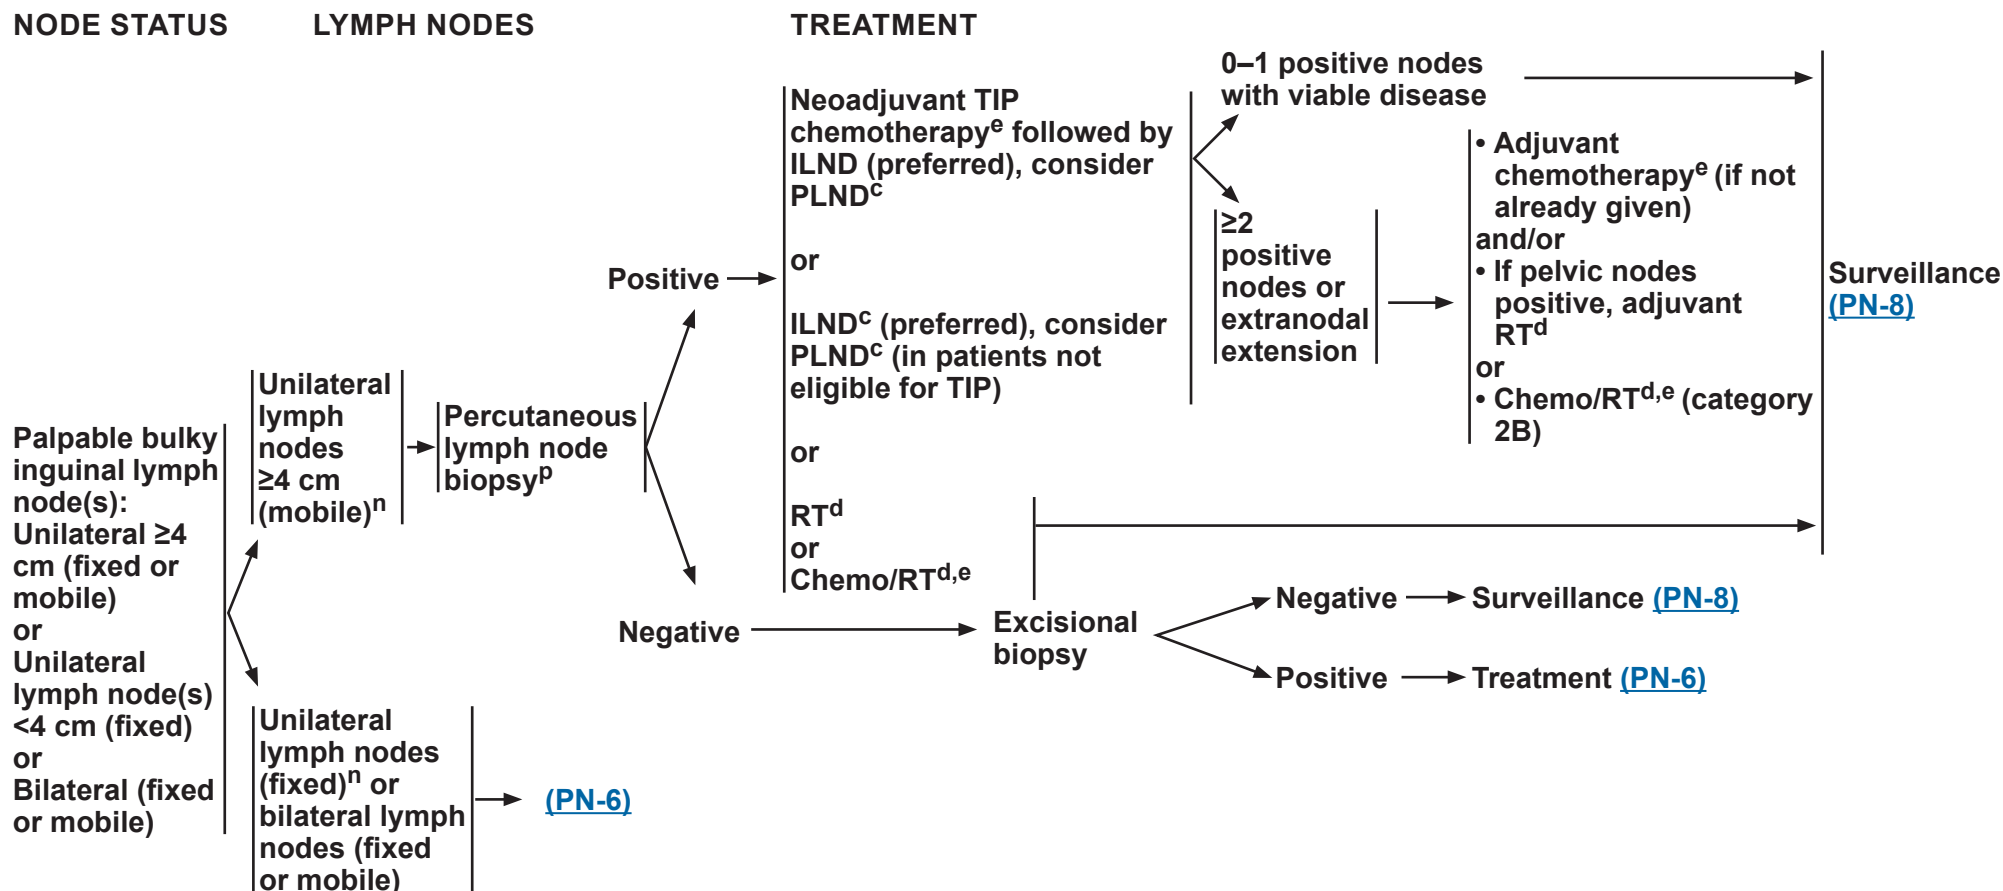 NODE STATUS
LYMPH NODES
TREATMENT
Palpable bulky
inguinal lymph
node(s):
Unilateral ≥4
cm (fixed or
mobile)
or
Unilateral
lymph node(s)
<4 cm (fixed)
or
Bilateral (fixed
or mobile)
Unilateral
lymph
nodes
≥4 cm
(mobile)n
Percutaneous
lymph node
biopsyp
Positive
Neoadjuvant TIP
chemotherapye followed by
ILND (preferred), consider
PLNDc
or
ILNDc (preferred), consider
PLNDc (in patients not
eligible for TIP)
or
RTd
or
Chemo/RTd,e
0–1 positive nodes
with viable disease
≥2
positive
nodes or
extranodal
extension
• Adjuvant
chemotherapye (if not
already given)
and/or
• If pelvic nodes
positive, adjuvant
RTd
or
• Chemo/RTd,e (category
2B)
Surveillance
(PN-8)
Negative
Excisional
biopsy
Negative
Surveillance (PN-8)
Positive
Treatment (PN-6)
Unilateral
lymph nodes
(fixed)n or
bilateral lymph
nodes (fixed
or mobile)
(PN-6)